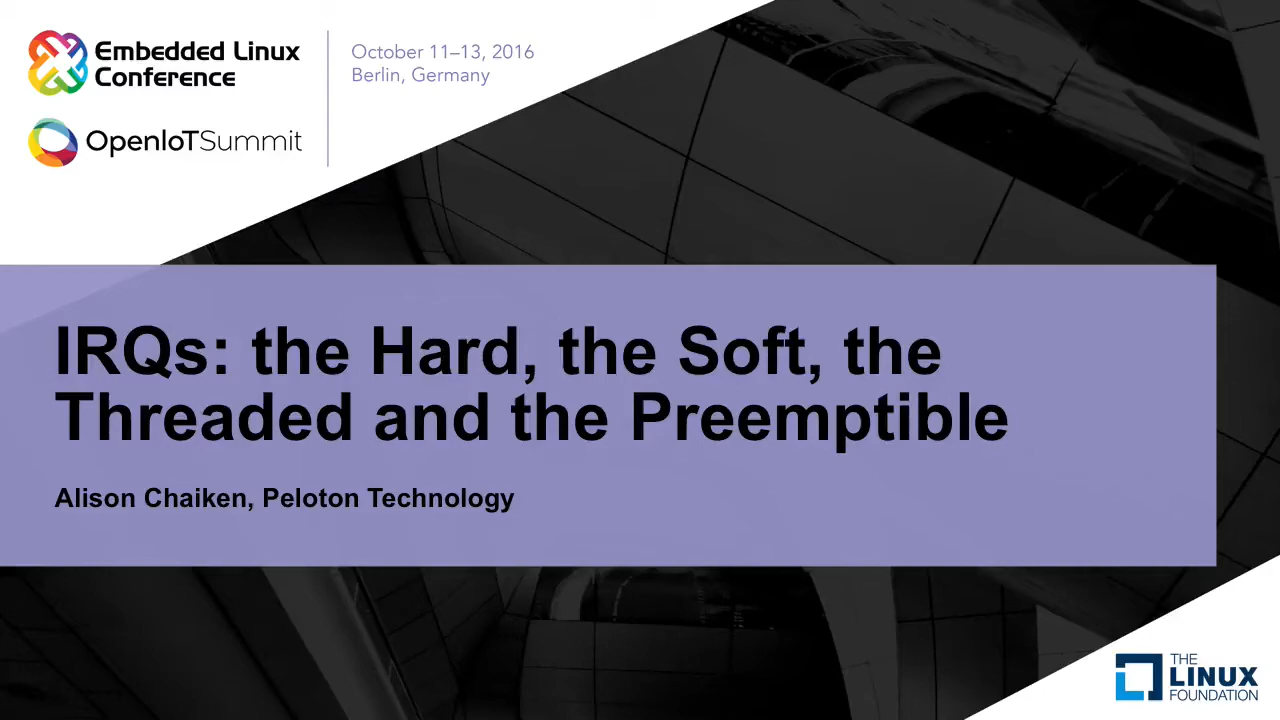 Embedded Linux
Conference
October 11–13, 2016
Berlin, Germany
OpenIoTSummit
IRQs: the Hard, the Soft, the
Threaded and the Preemptible
Alison Chaiken, Peloton Technology
THE
LINUX
FOUNDATION